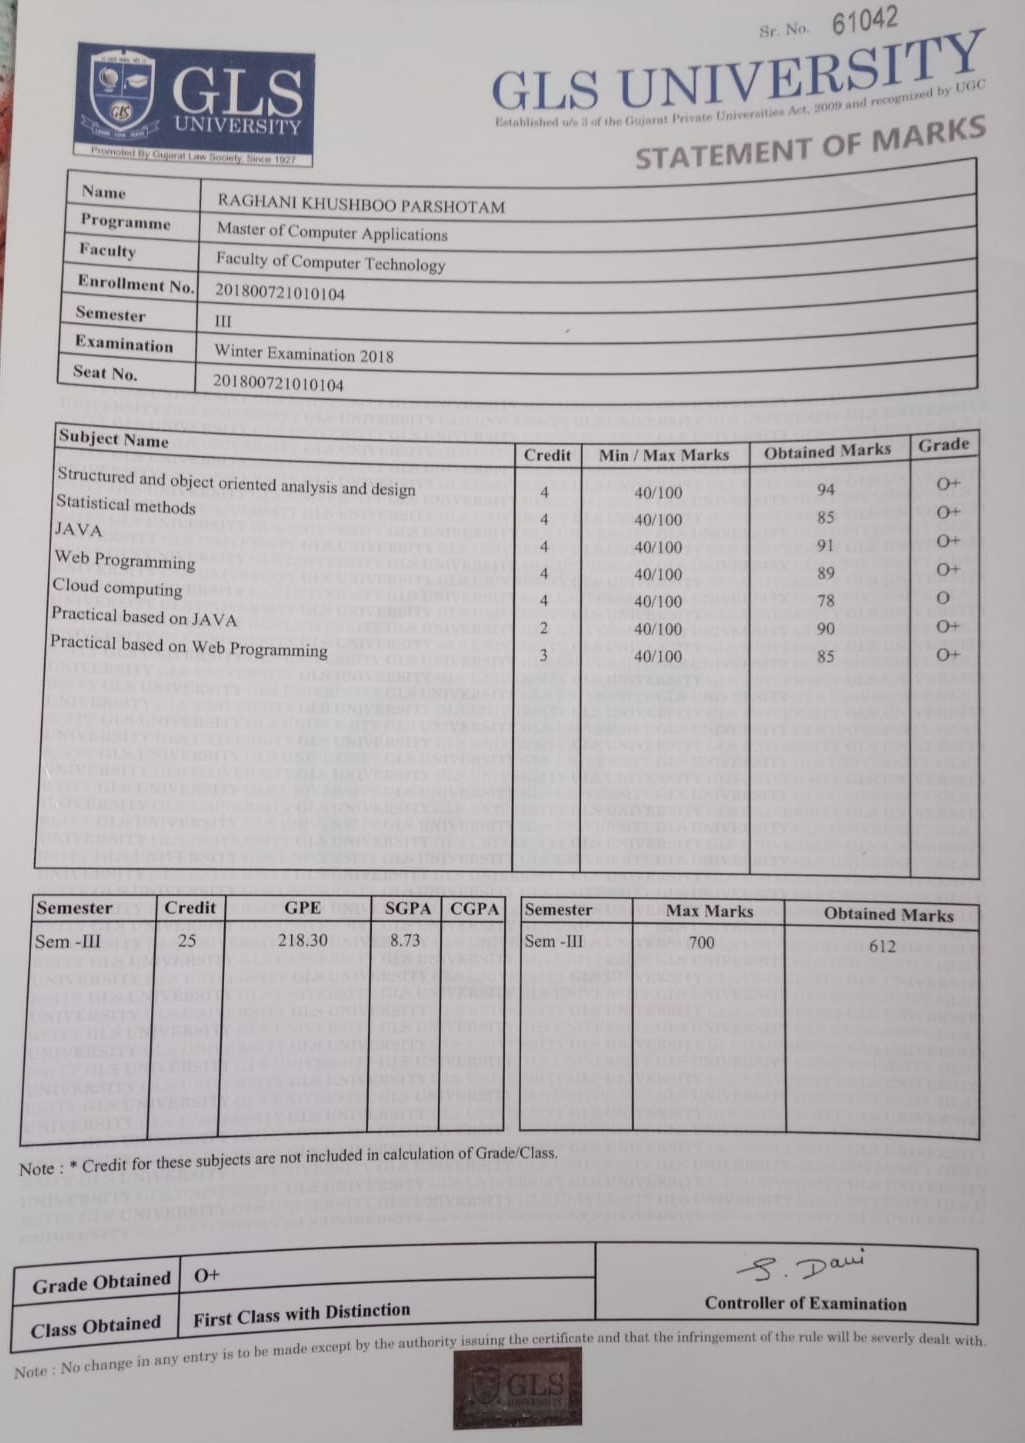 Sr. No. 61042
GLS
UNIVERSITY
Promoted By Gujarat Law Society, Since 1927
GLS UNIVERSITY
Established u/s 3 of the Gujarat Private Universities Act, 2009 and recognized by UGC
STATEMENT OF MARKS
Name RAGHANI KHUSHBOO PARSHOTAM
Programme Master of Computer Applications
Faculty Faculty of Computer Technology
Enrollment No. 201800721010104
Semester III
Examination Winter Examination 2018
Seat No. 201800721010104
Subject Name Credit Min / Max Marks Obtained Marks Grade
Structured and object oriented analysis and design 4 40/100 94 O+
Statistical methods 4 40/100 85 O+
JAVA 4 40/100 91 O+
Web Programming 4 40/100 89 O+
Cloud computing 4 40/100 78 O
Practical based on JAVA 2 40/100 90 O+
Practical based on Web Programming 3 40/100 85 O+
Semester Credit GPE SGPA CGPA Semester Max Marks Obtained Marks
Sem -III 25 218.30 8.73 Sem -III 700 612
Note : * Credit for these subjects are not included in calculation of Grade/Class.
Grade Obtained O+
Class Obtained First Class with Distinction
Controller of Examination
Note : No change in any entry is to be made except by the authority issuing the certificate and that the infringement of the rule will be severly dealt with.
GLS
UNIVERSITY